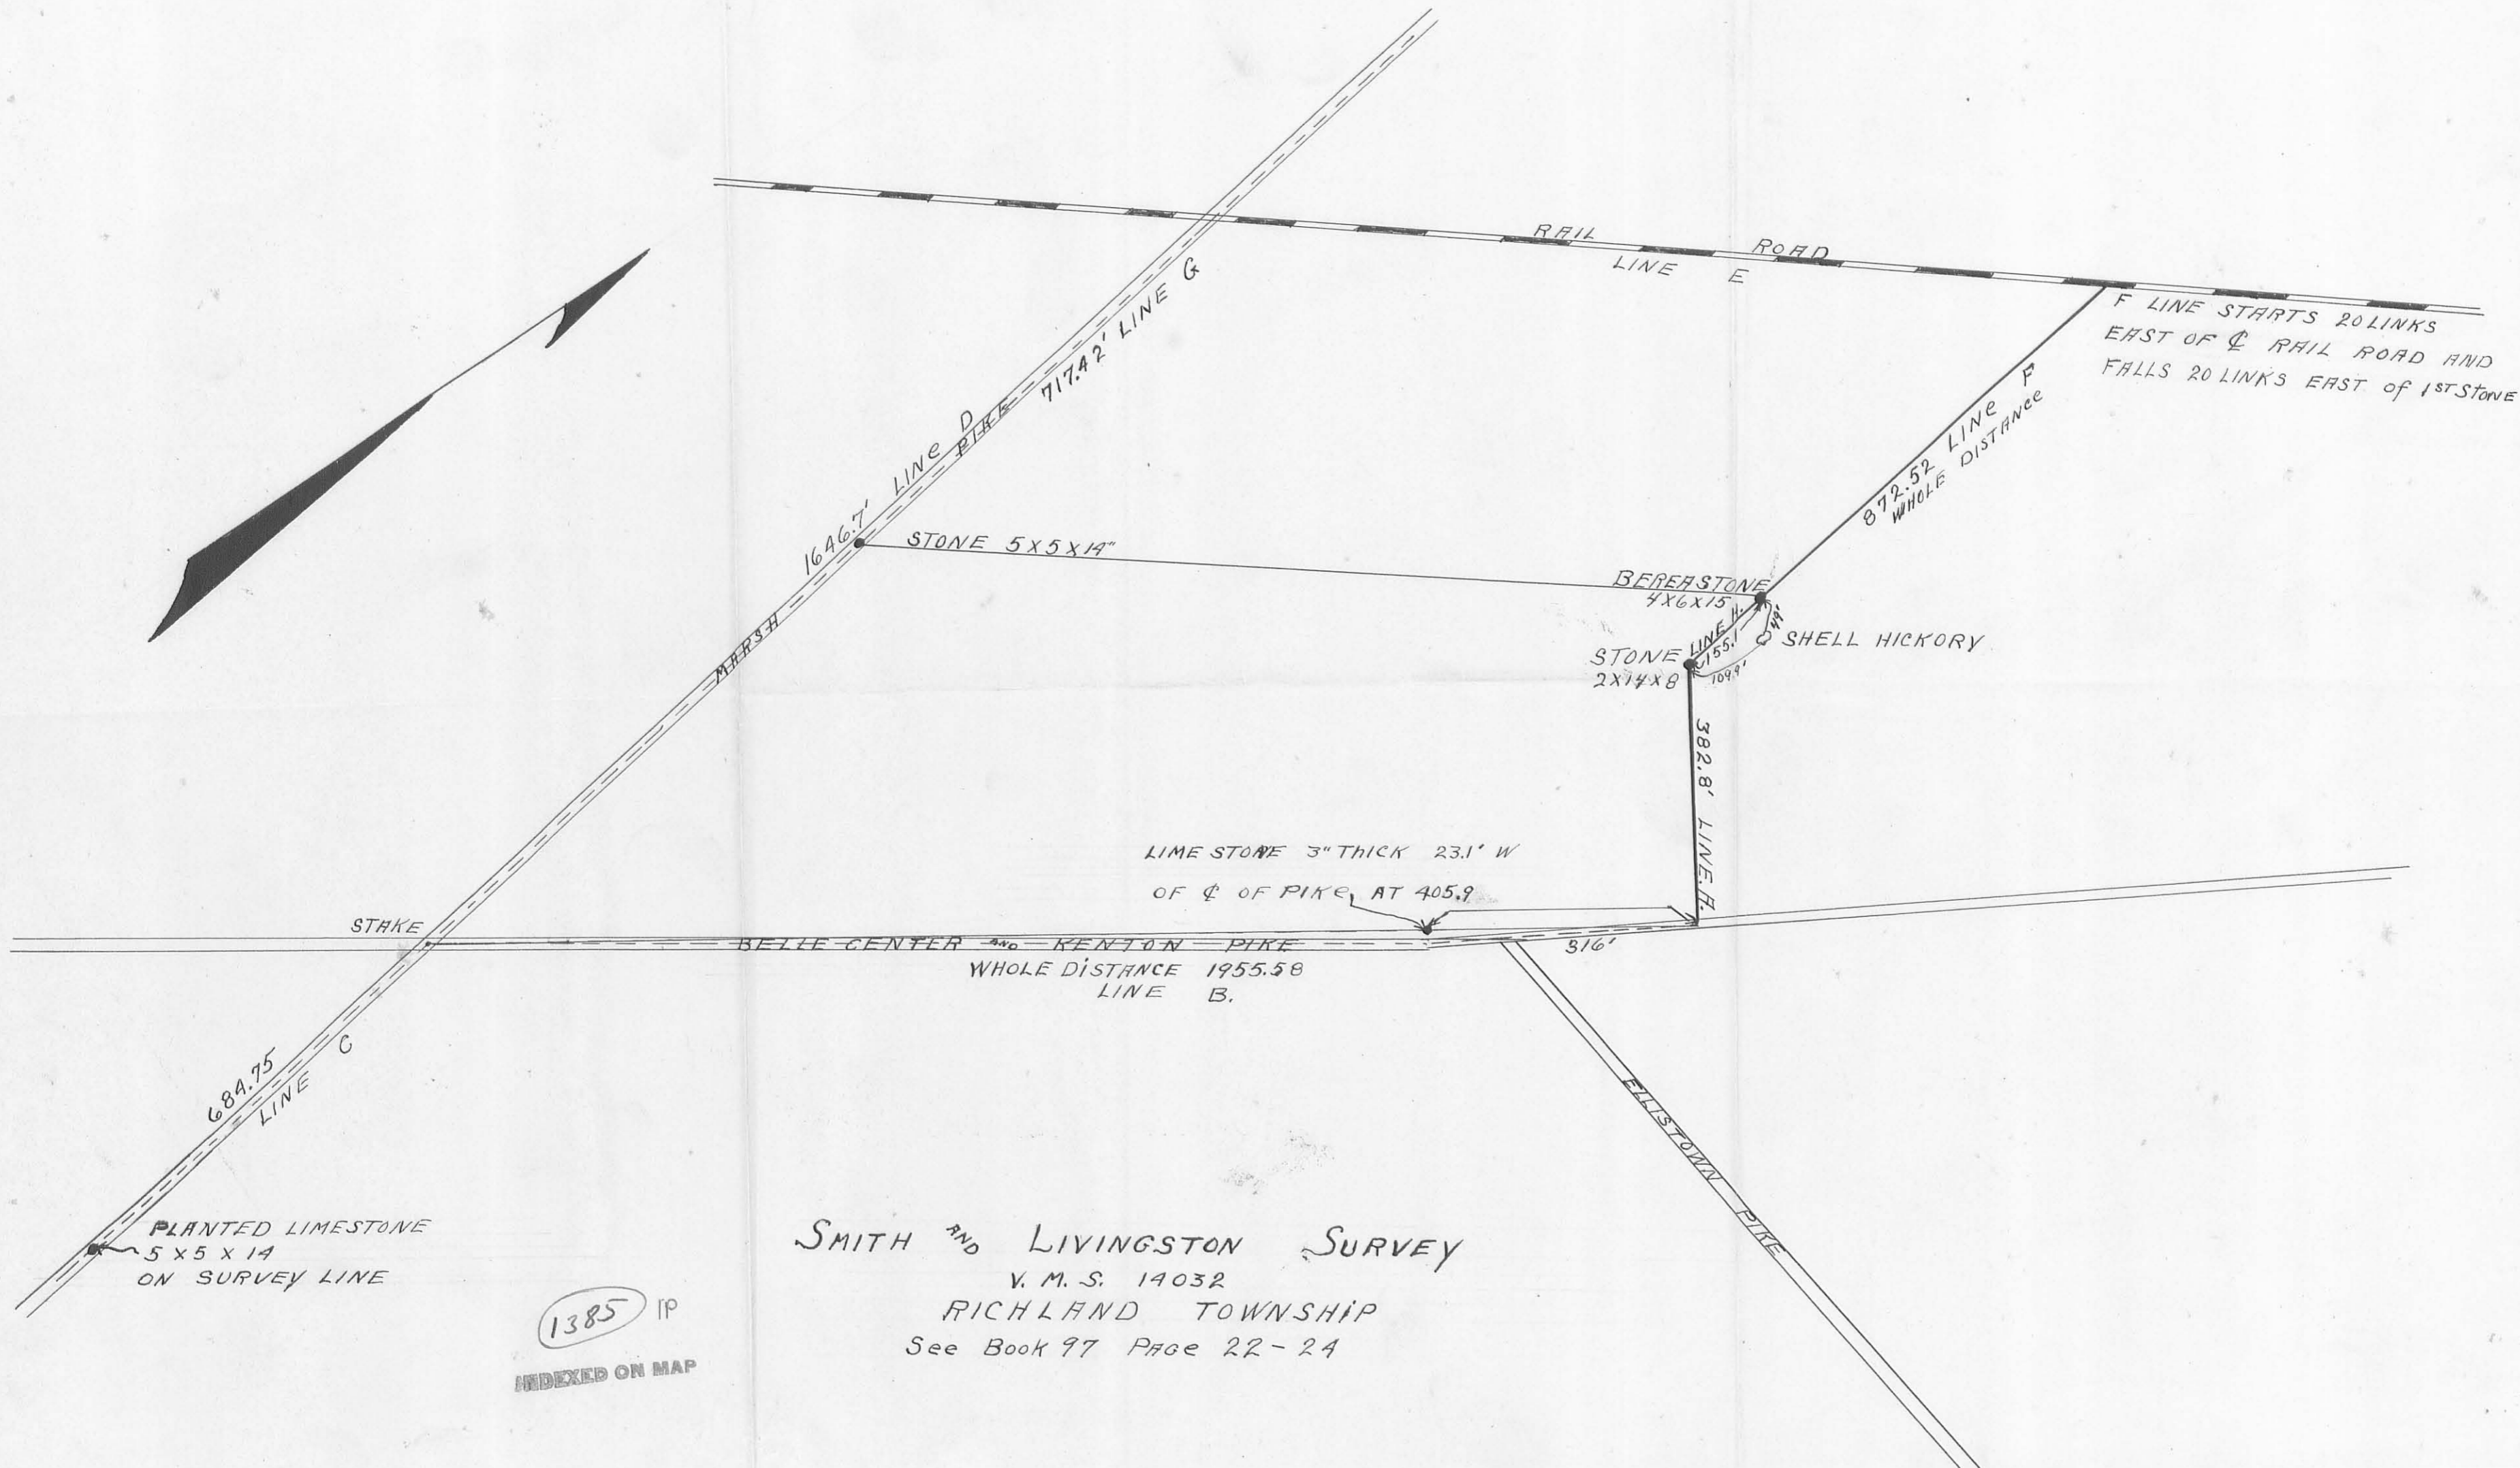 RAIL ROAD
LINE E
F LINE STARTS 20 LINKS
EAST OF ℄ RAIL ROAD AND
FALLS 20 LINKS EAST of 1ST STONE
717.42' LINE G
1646.7' LINE D
MARSH PIKE
872.52 LINE F
WHOLE DISTANCE
STONE 5X5X14"
BEREASTONE
4X6X15
LINE H.
155.1
49'
SHELL HICKORY
STONE
2X14X8
109.9'
382.8' LINE.H.
LIME STONE 3" THICK 23.1' W
OF ℄ OF PIKE, AT 405.9
STAKE
BELLE CENTER AND KENTON PIKE
316'
WHOLE DISTANCE 1955.58
LINE B.
684.75
LINE C
ELLISTOWN PIKE
PLANTED LIMESTONE
5 X 5 X 14
ON SURVEY LINE
SMITH AND LIVINGSTON SURVEY
V. M. S. 14032
RICHLAND TOWNSHIP
See Book 97 PAGE 22-24
1385
INDEXED ON MAP